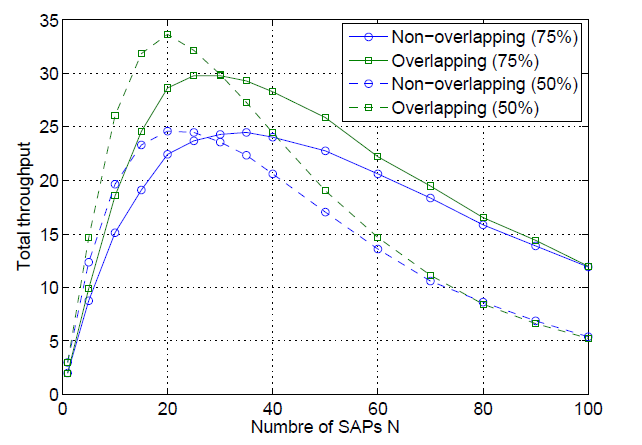 35
30
25
20
15
10
5
0
Total throughput
Non-overlapping (75%)
Overlapping (75%)
Non-overlapping (50%)
Overlapping (50%)
0 20 40 60 80 100
Numbre of SAPs N